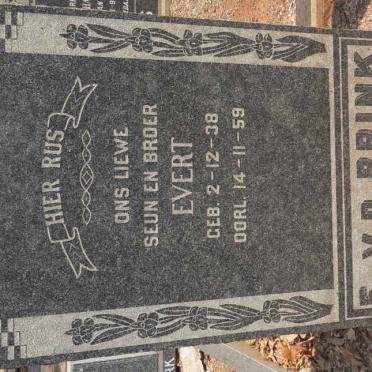 HIER RUS
ONS LIEWE
SEUN EN BROER
EVERT
GEB. 2-12-38
OORL. 14-11-59
E. V. D. BRINK